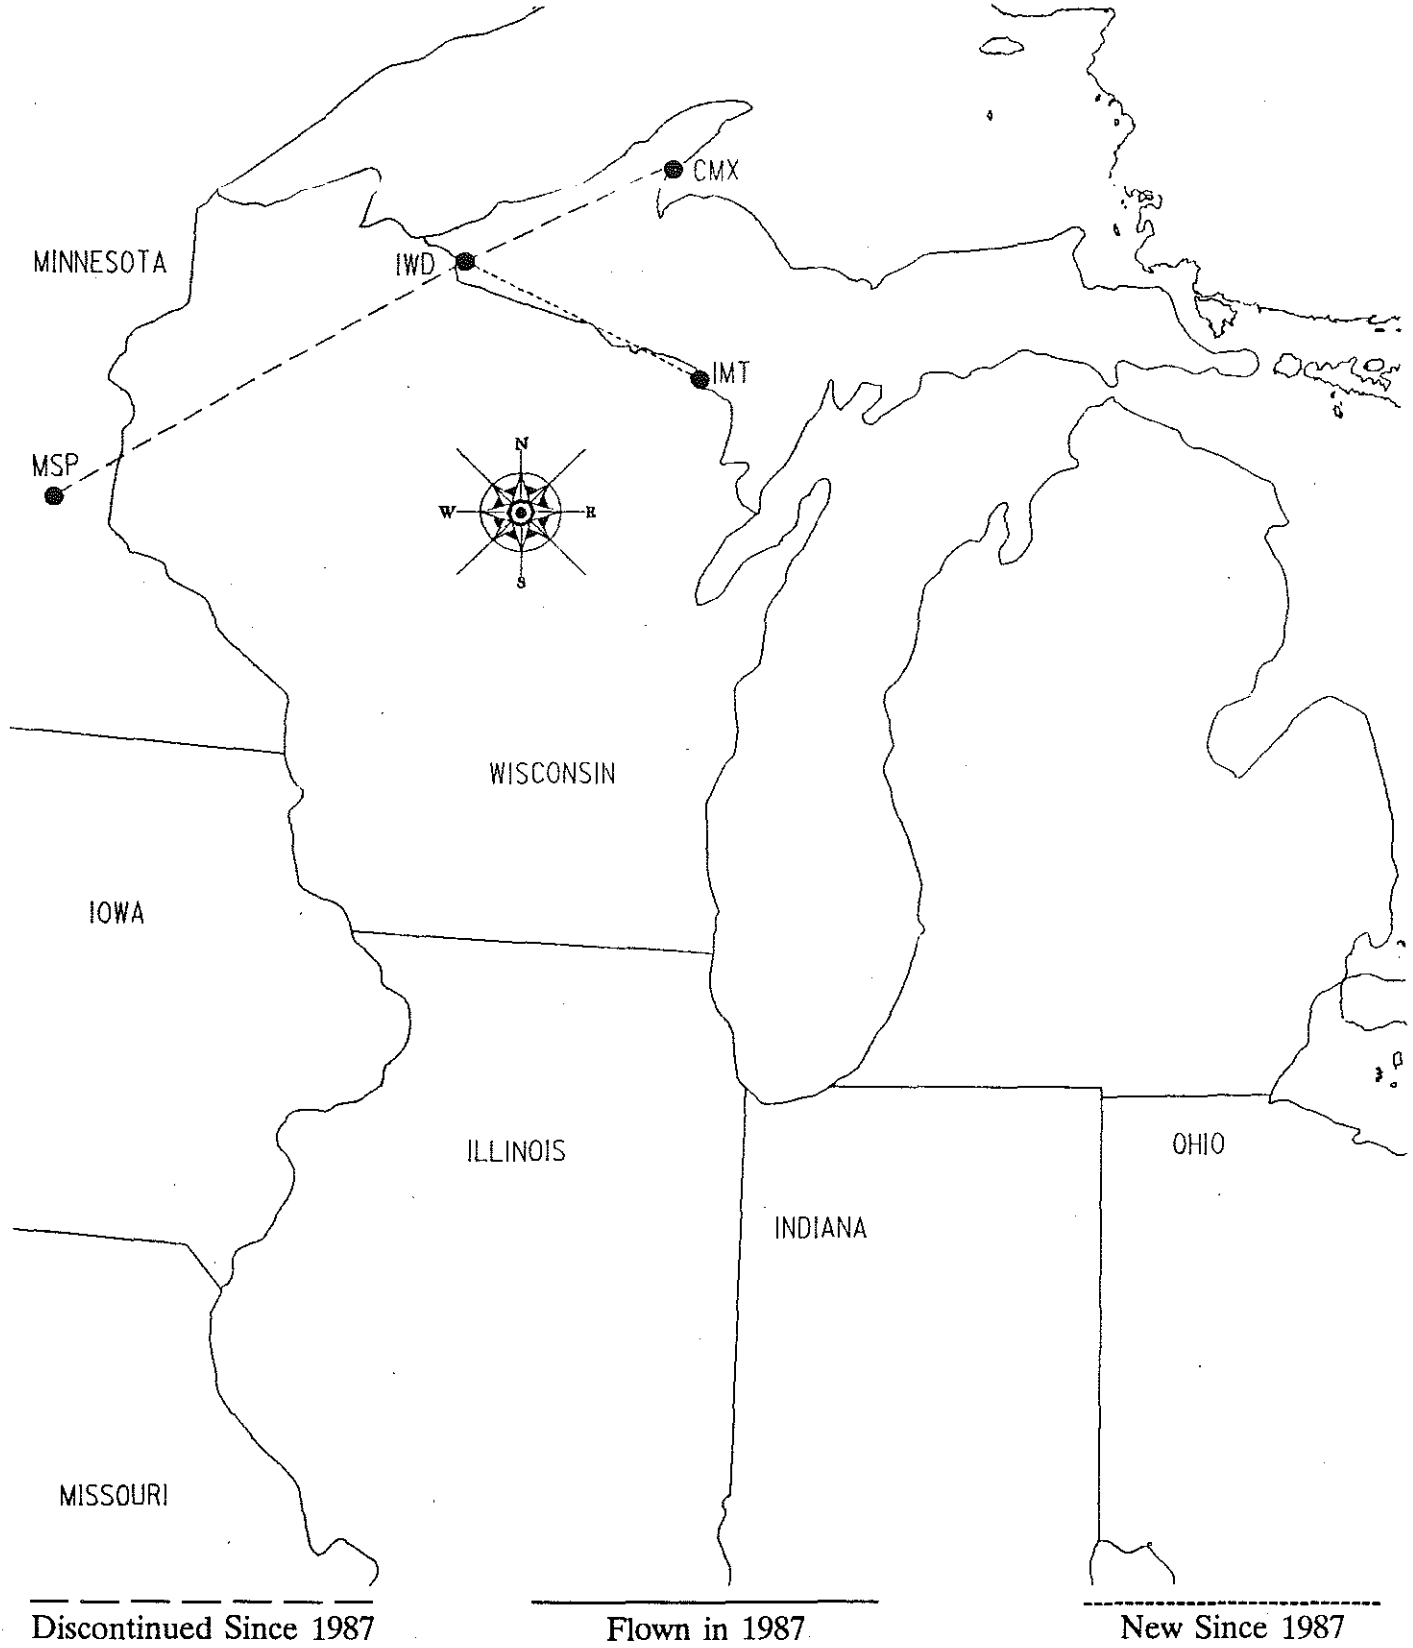 CMX
MINNESOTA
IWD
IMT
MSP
N
W E
S
WISCONSIN
IOWA
ILLINOIS
OHIO
INDIANA
MISSOURI
Discontinued Since 1987
Flown in 1987
New Since 1987